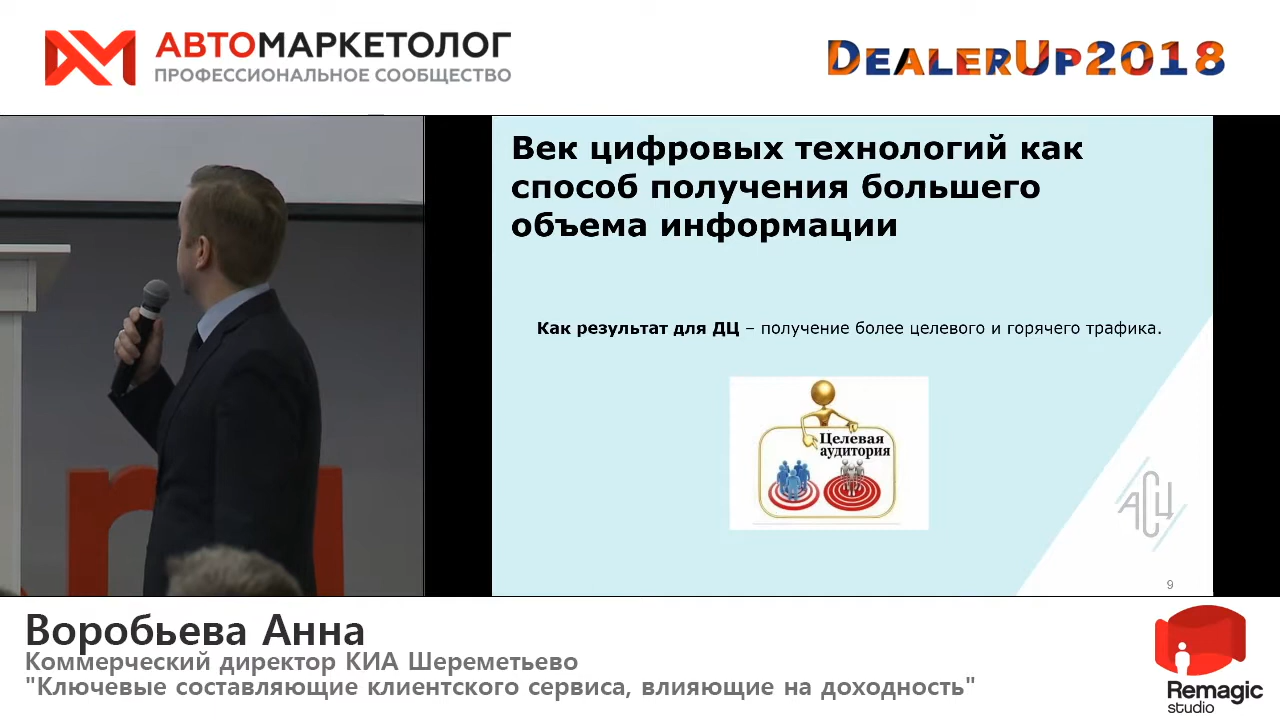 АВТОМАРКЕТОЛОГ
ПРОФЕССИОНАЛЬНОЕ СООБЩЕСТВО
DEALERUP2018
Век цифровых технологий как
способ получения большего
объема информации
Как результат для ДЦ – получение более целевого и горячего трафика.
Целевая
аудитория
АСЦ
9
Воробьева Анна
Коммерческий директор КИА Шереметьево
"Ключевые составляющие клиентского сервиса, влияющие на доходность"
Remagic
studio